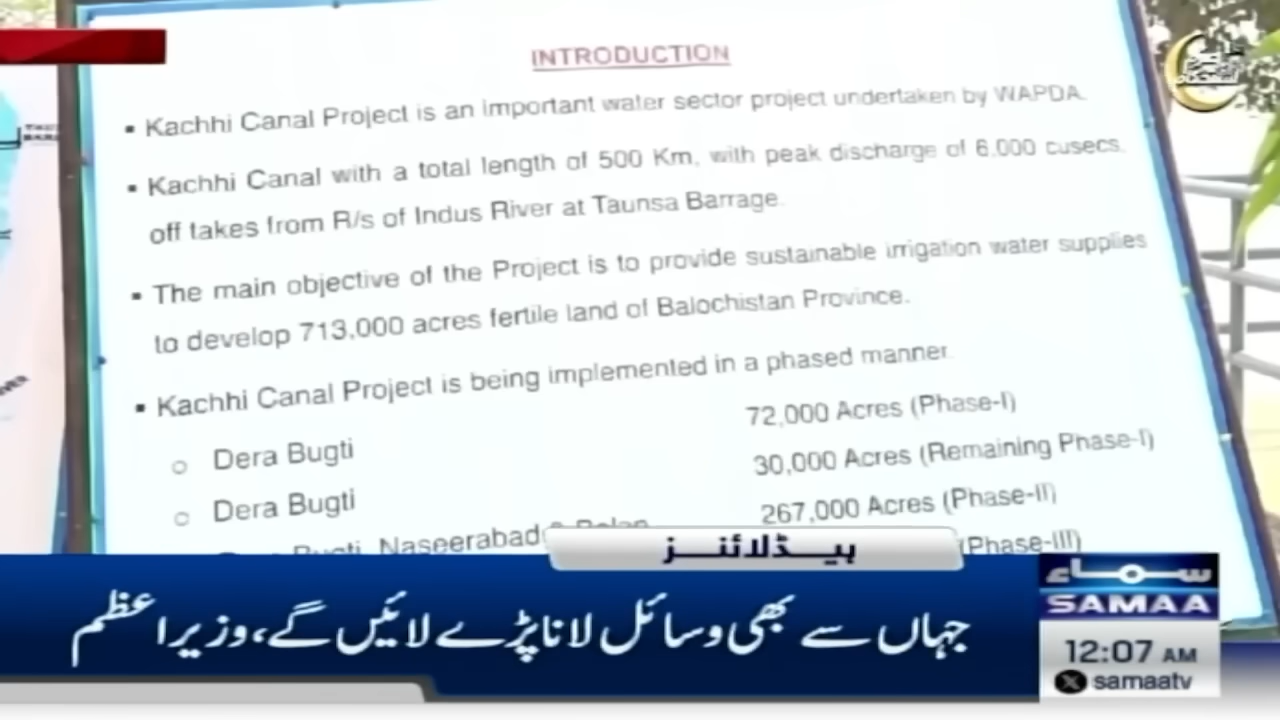 INTRODUCTION
▪ Kachhi Canal Project is an important water sector project undertaken by WAPDA.
▪ Kachhi Canal with a total length of 500 Km, with peak discharge of 6,000 cusecs,
off takes from R/s of Indus River at Taunsa Barrage.
▪ The main objective of the Project is to provide sustainable irrigation water supplies
to develop 713,000 acres fertile land of Balochistan Province.
▪ Kachhi Canal Project is being implemented in a phased manner.
○ Dera Bugti 72,000 Acres (Phase-I)
○ Dera Bugti 30,000 Acres (Remaining Phase-I)
Bugti, Naseerabad 267,000 Acres (Phase-II)
(Phase-III)
ہیڈلائنز
جہاں سے بھی وسائل لانا پڑے لائیں گے، وزیراعظم
سماء
SAMAA
12:07 AM
X samaatv